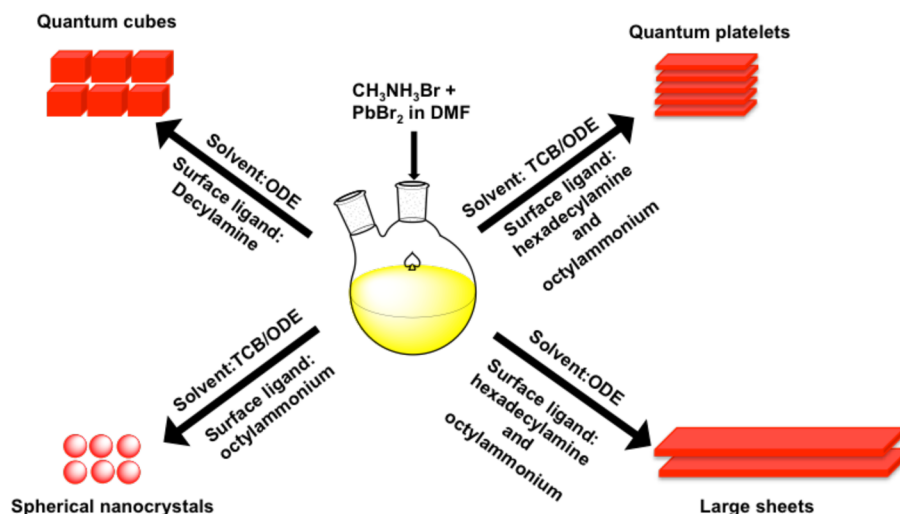 Quantum cubes
Quantum platelets
CH₃NH₃Br +
PbBr₂ in DMF
Solvent:ODE
Surface ligand:
Decylamine
Solvent: TCB/ODE
Surface ligand:
hexadecylamine
and
octylammonium
Solvent:TCB/ODE
Surface ligand:
octylammonium
Solvent:ODE
Surface ligand:
hexadecylamine
and
octylammonium
Spherical nanocrystals
Large sheets